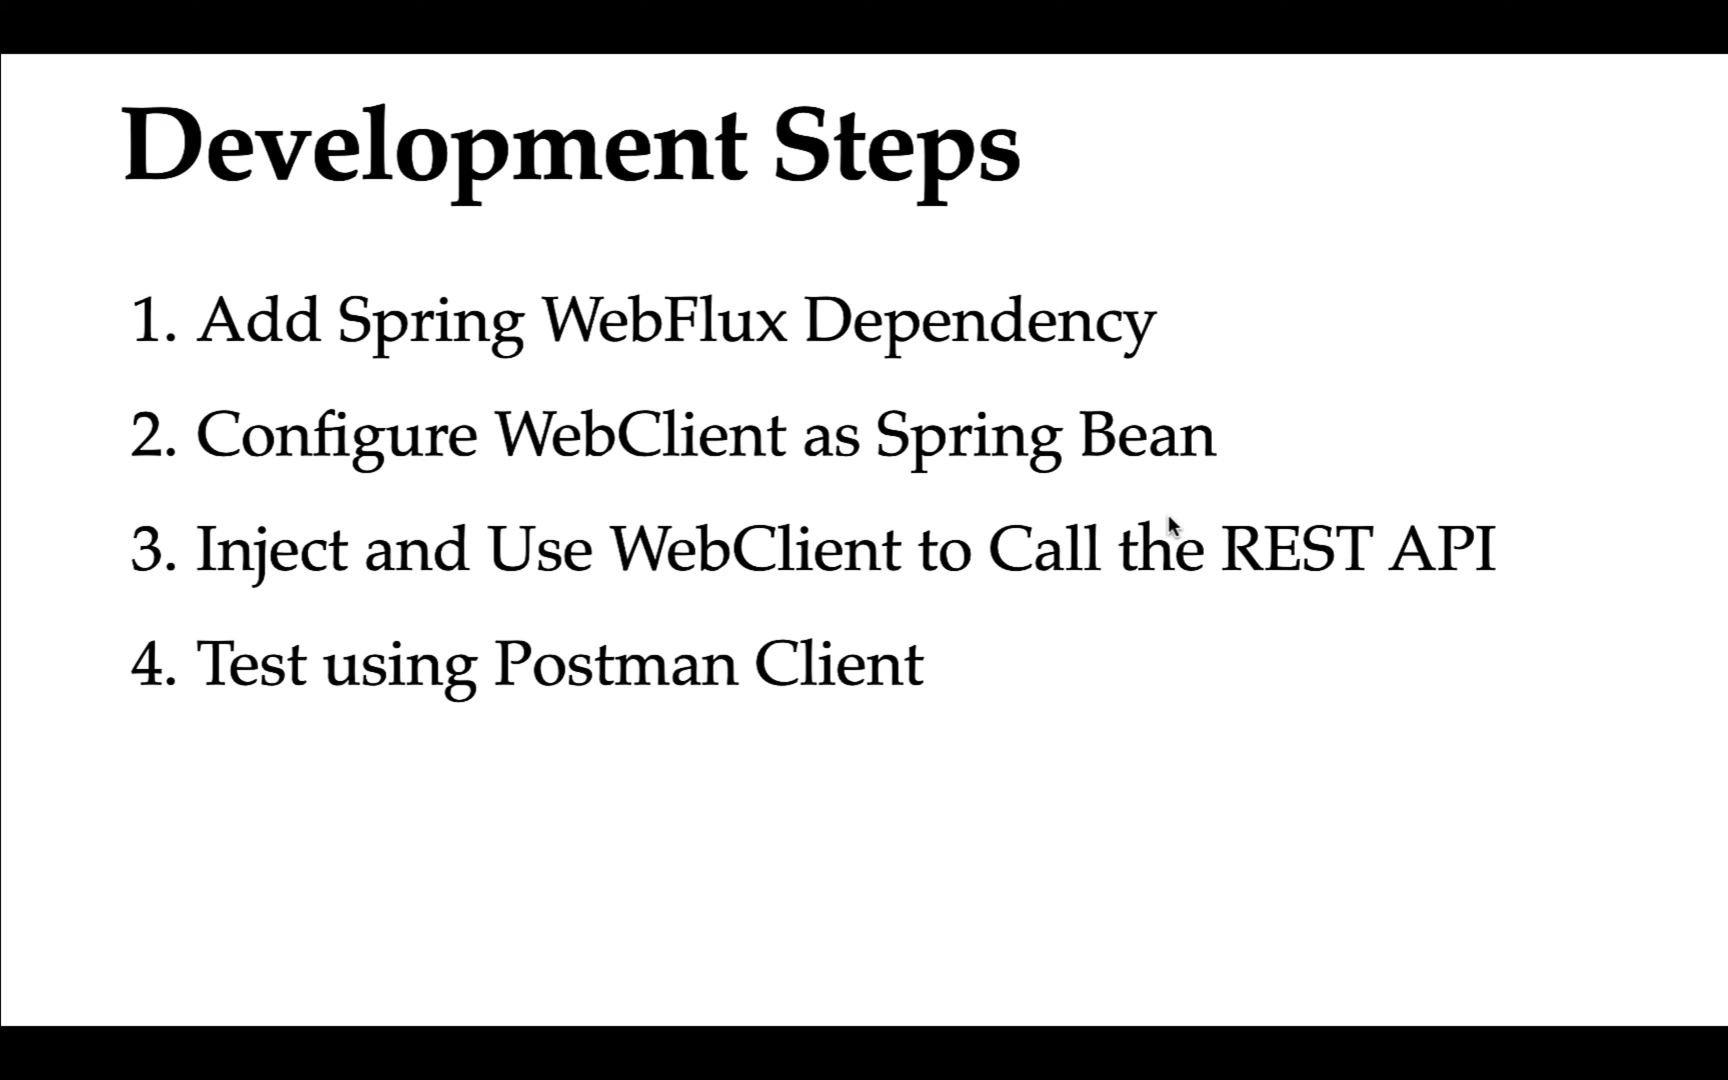 Development Steps
1. Add Spring WebFlux Dependency
2. Configure WebClient as Spring Bean
3. Inject and Use WebClient to Call the REST API
4. Test using Postman Client